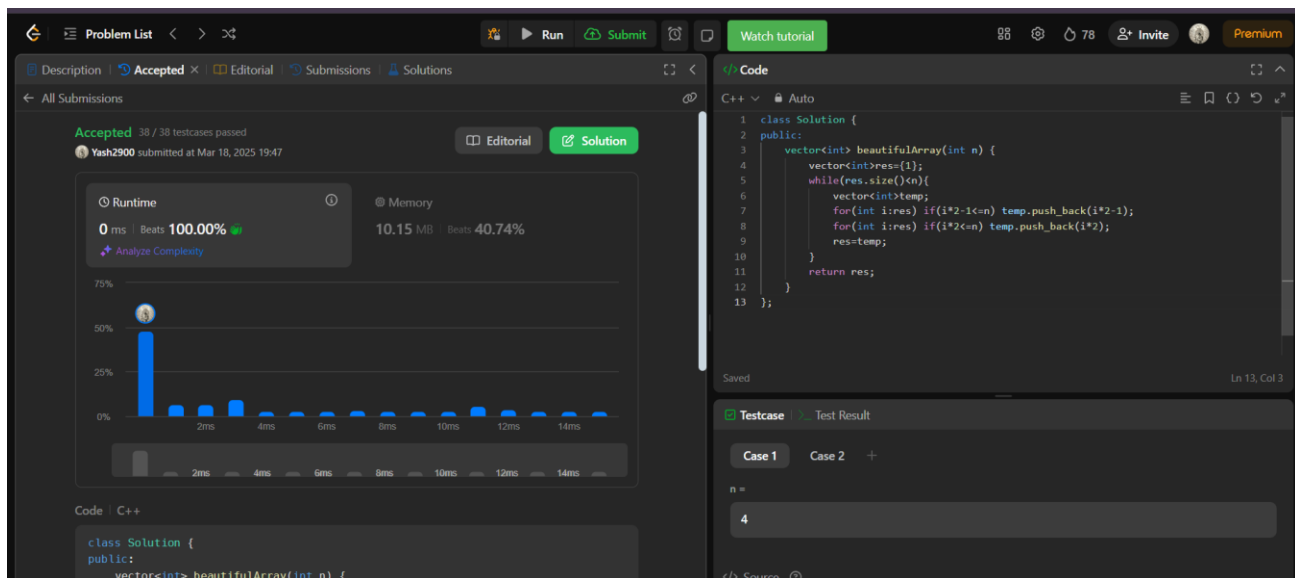 Problem List
Run
Submit
Watch tutorial
78
Invite
Premium
Description
Accepted
Editorial
Submissions
Solutions
All Submissions
Accepted 38 / 38 testcases passed
Yash2900 submitted at Mar 18, 2025 19:47
Editorial
Solution
Runtime
0 ms | Beats 100.00%
Analyze Complexity
Memory
10.15 MB | Beats 40.74%
75%
50%
25%
0%
2ms 4ms 6ms 8ms 10ms 12ms 14ms
2ms 4ms 6ms 8ms 10ms 12ms 14ms
Code | C++
class Solution {
public:
vector<int> beautifulArray(int n) {
</> Code
C++ Auto
1 class Solution {
2 public:
3 vector<int> beautifulArray(int n) {
4 vector<int>res={1};
5 while(res.size()<n){
6 vector<int>temp;
7 for(int i:res) if(i*2-1<=n) temp.push_back(i*2-1);
8 for(int i:res) if(i*2<=n) temp.push_back(i*2);
9 res=temp;
10 }
11 return res;
12 }
13 };
Saved
Ln 13, Col 3
Testcase | >_ Test Result
Case 1 Case 2 +
n =
4
</> Source